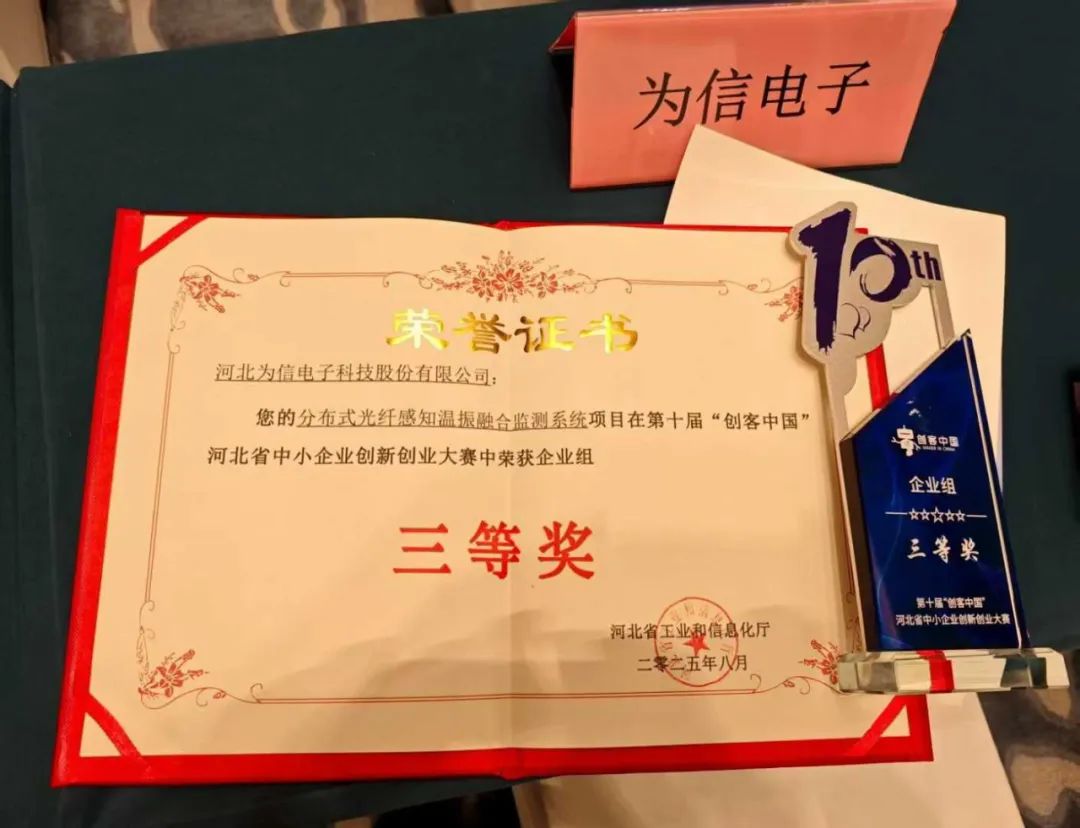 为信电子
荣誉证书
河北为信电子科技股份有限公司:
您的分布式光纤感知温振融合监测系统项目在第十届“创客中国”
河北省中小企业创新创业大赛中荣获企业组
三等奖
河北省工业和信息化厅
二零二五年八月
10th
创客中国
企业组
三等奖
第十届“创客中国”
河北省中小企业创新创业大赛